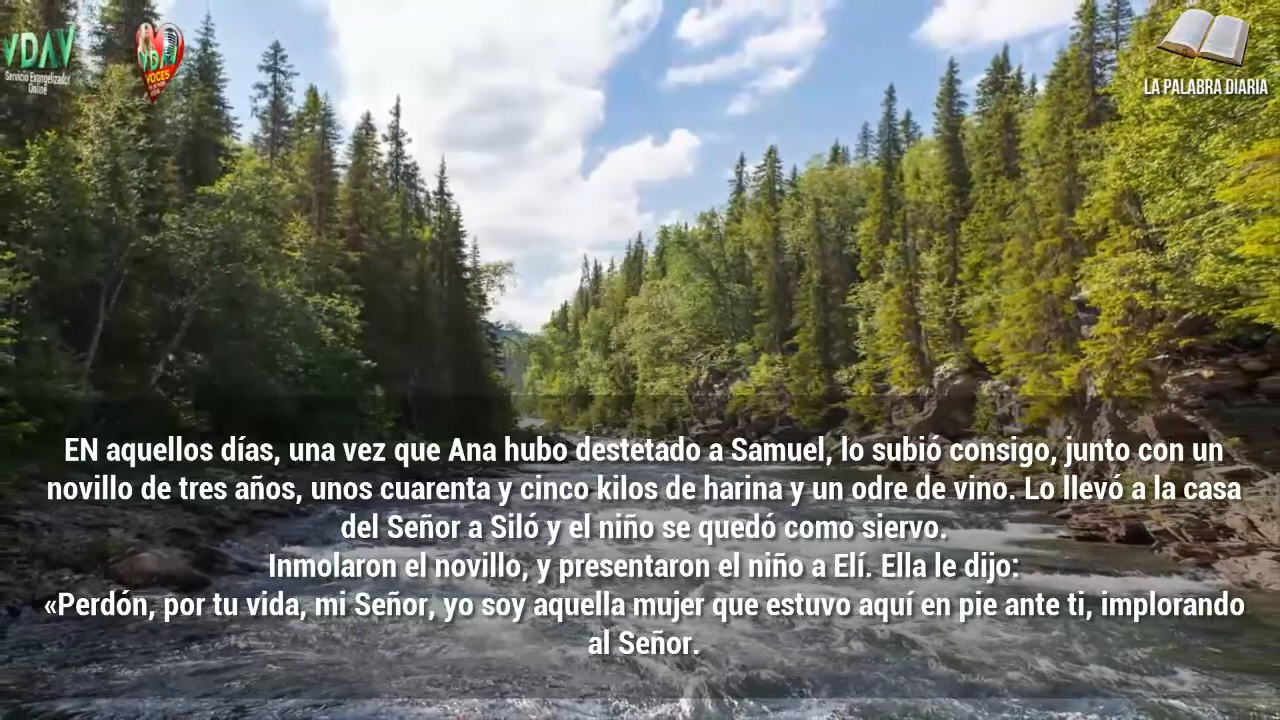 VDAV
Servicio Evangelizador
Online
VDAV
VOCES
LA PALABRA DIARIA
EN aquellos días, una vez que Ana hubo destetado a Samuel, lo subió consigo, junto con un
novillo de tres años, unos cuarenta y cinco kilos de harina y un odre de vino. Lo llevó a la casa
del Señor a Siló y el niño se quedó como siervo.
Inmolaron el novillo, y presentaron el niño a Elí. Ella le dijo:
«Perdón, por tu vida, mi Señor, yo soy aquella mujer que estuvo aquí en pie ante ti, implorando
al Señor.